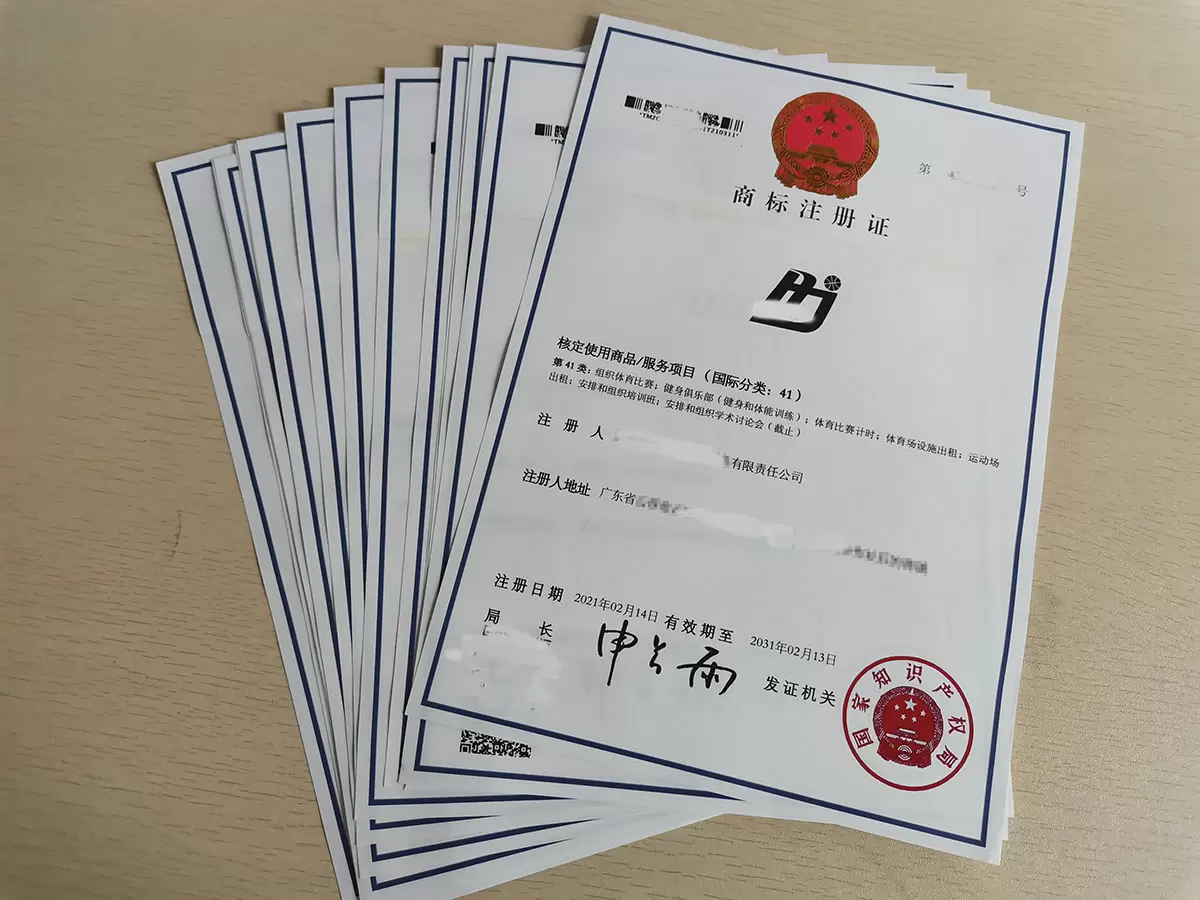 第 号
商标注册证
核定使用商品/服务项目（国际分类：41）
第41类：组织体育比赛；健身俱乐部（健身和体能训练）；体育比赛计时；体育场设施出租；运动场
出租；安排和组织培训班；安排和组织学术讨论会（截止）
注册人 有限责任公司
注册人地址 广东省
注册日期 2021年02月14日 有效期至 2031年02月13日
局长 申长雨 发证机关
国家知识产权局